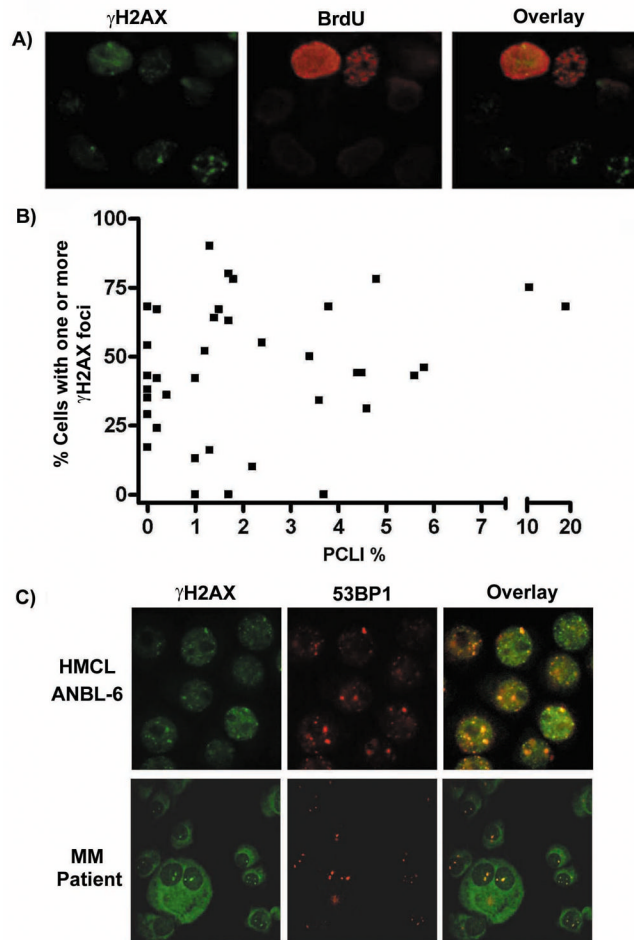 A)
γH2AX BrdU Overlay
B)
% Cells with one or more
γH2AX foci
100
75
50
25
0
0 1 2 3 4 5 6 7 10 20
PCLI %
C)
γH2AX 53BP1 Overlay
HMCL
ANBL-6
MM
Patient